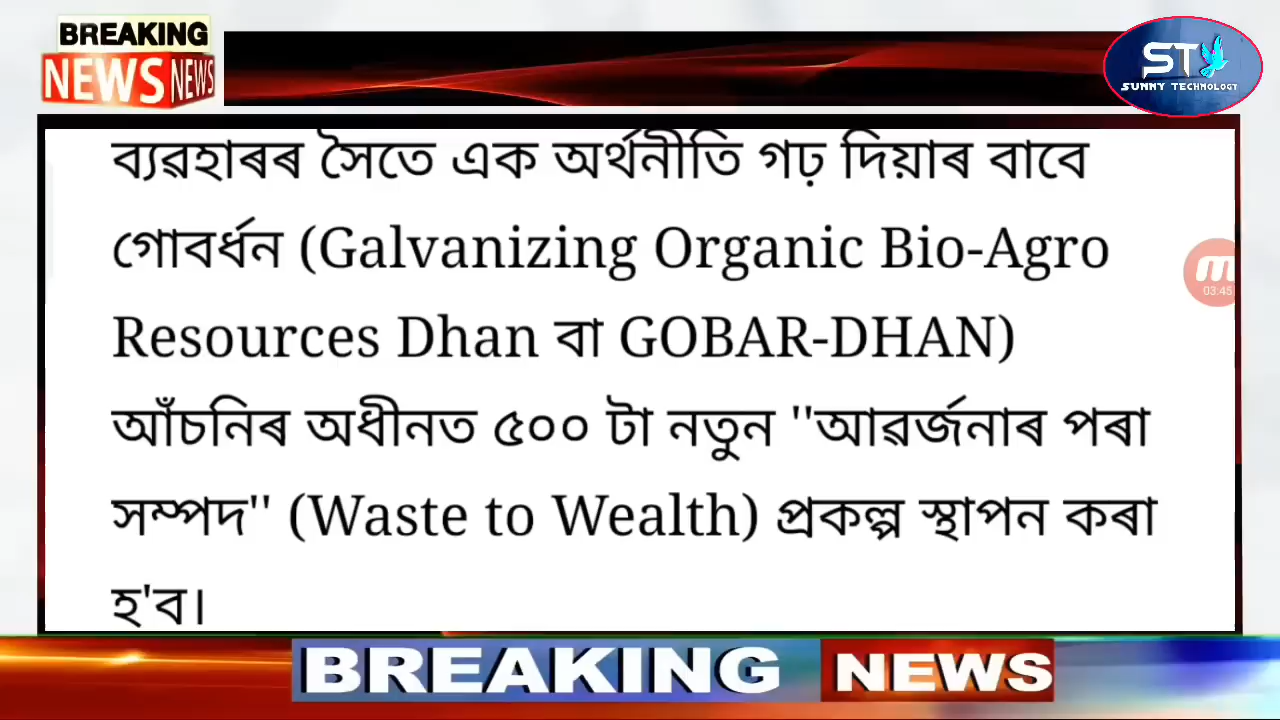 BREAKING
NEWS NEWS
ST
SUNNY TECHNOLOGY
ব্যৱহাৰৰ সৈতে এক অৰ্থনীতি গঢ় দিয়াৰ বাবে
গোবৰ্ধন (Galvanizing Organic Bio-Agro
Resources Dhan বা GOBAR-DHAN)
আঁচনিৰ অধীনত ৫০০ টা নতুন "আৱৰ্জনাৰ পৰা
সম্পদ" (Waste to Wealth) প্ৰকল্প স্থাপন কৰা
হ'ব।
03:45
BREAKING NEWS